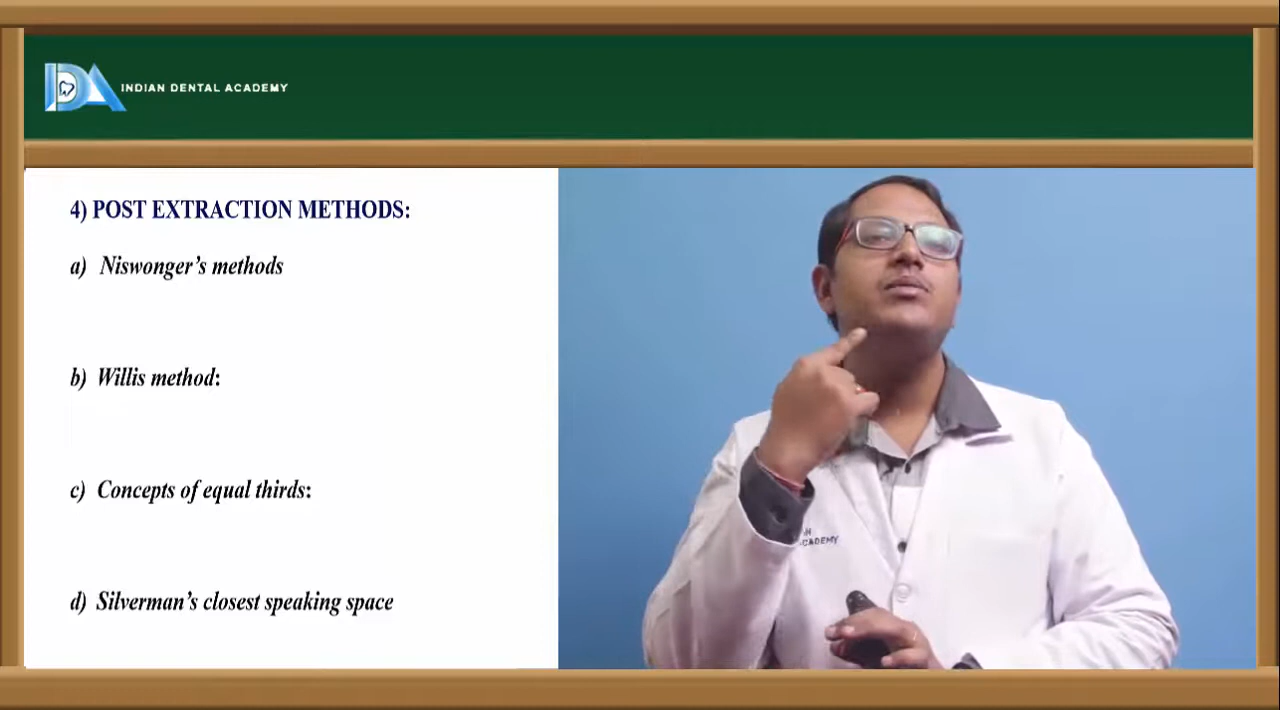 INDIAN DENTAL ACADEMY
4) POST EXTRACTION METHODS:
a) Niswonger's methods
b) Willis method:
c) Concepts of equal thirds:
d) Silverman's closest speaking space
ACADEMY